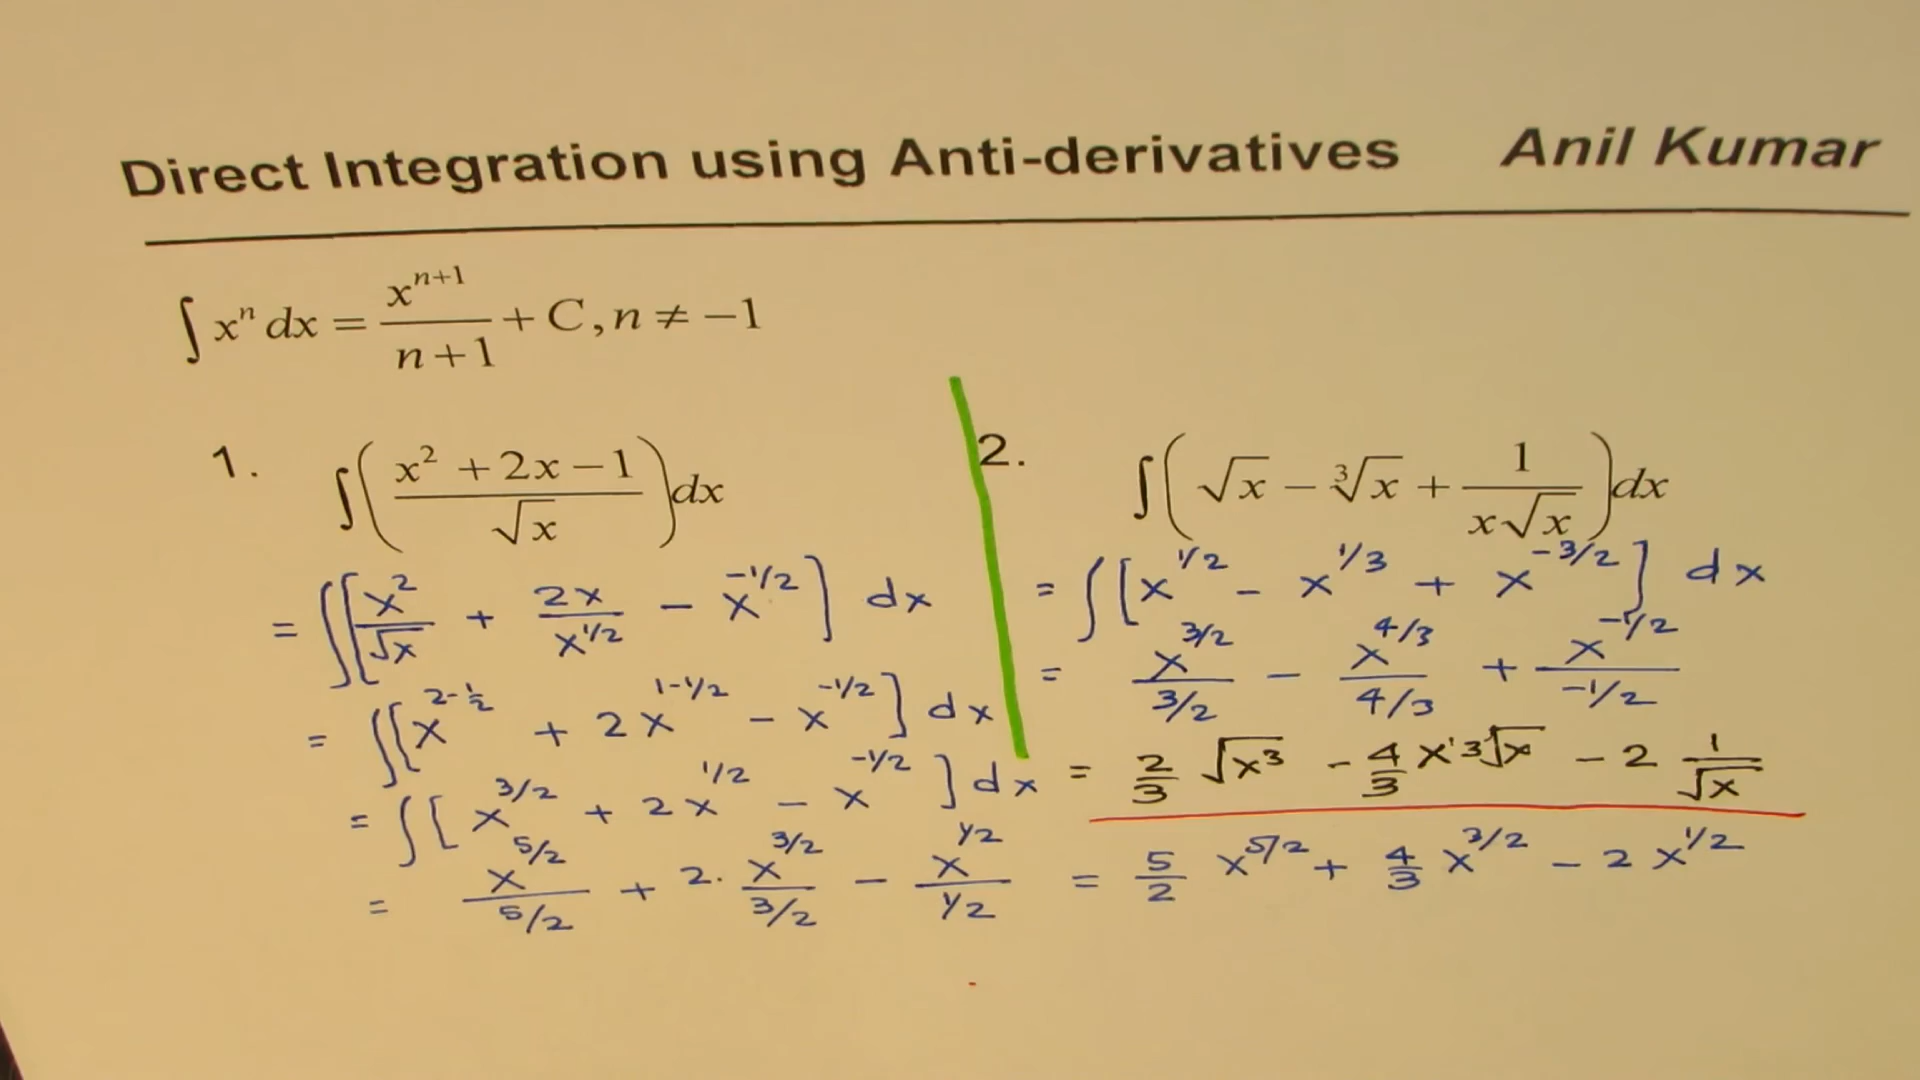 Direct Integration using Anti-derivatives Anil Kumar
∫ xⁿ dx = x^(n+1)/(n+1) + C, n ≠ −1
1. ∫ ((x² + 2x − 1)/√x) dx
= ∫ [x²/√x + 2x/x^(1/2) − x^(-1/2)] dx
= ∫ [x^(2-1/2) + 2x^(1-1/2) − x^(-1/2)] dx
= ∫ [x^(3/2) + 2x^(1/2) − x^(-1/2)] dx
= x^(5/2)/(5/2) + 2·x^(3/2)/(3/2) − x^(1/2)/(1/2) = 5/2 x^(5/2) + 4/3 x^(3/2) − 2x^(1/2)
2. ∫ (√x − ∛x + 1/(x√x)) dx
= ∫ [x^(1/2) − x^(1/3) + x^(-3/2)] dx
= x^(3/2)/(3/2) − x^(4/3)/(4/3) + x^(-1/2)/(-1/2)
= 2/3 √x³ − 4/3 x¹ ∛x − 2 1/√x